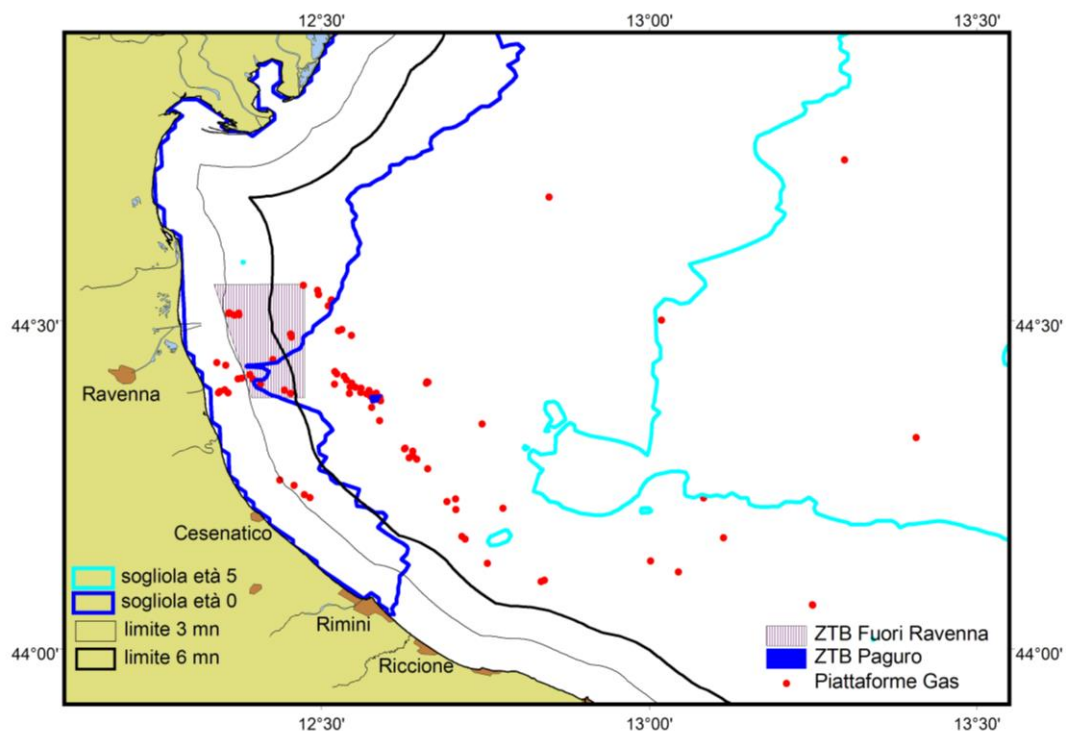 12°30' 13°00' 13°30'
44°30' 44°30'
Ravenna
Cesenatico
sogliola età 5
sogliola età 0
limite 3 mn
limite 6 mn
Rimini
Riccione
ZTB Fuori Ravenna
ZTB Paguro
Piattaforme Gas
44°00' 44°00'
12°30' 13°00' 13°30'